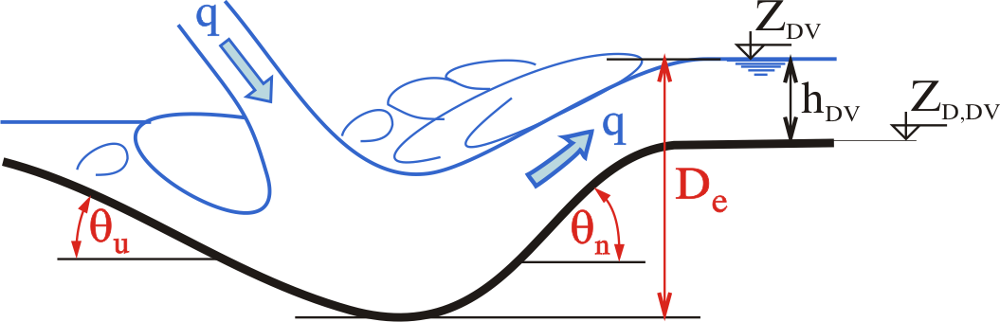 q
Z_DV
h_DV
Z_D,DV
q
D_e
θ_u
θ_n